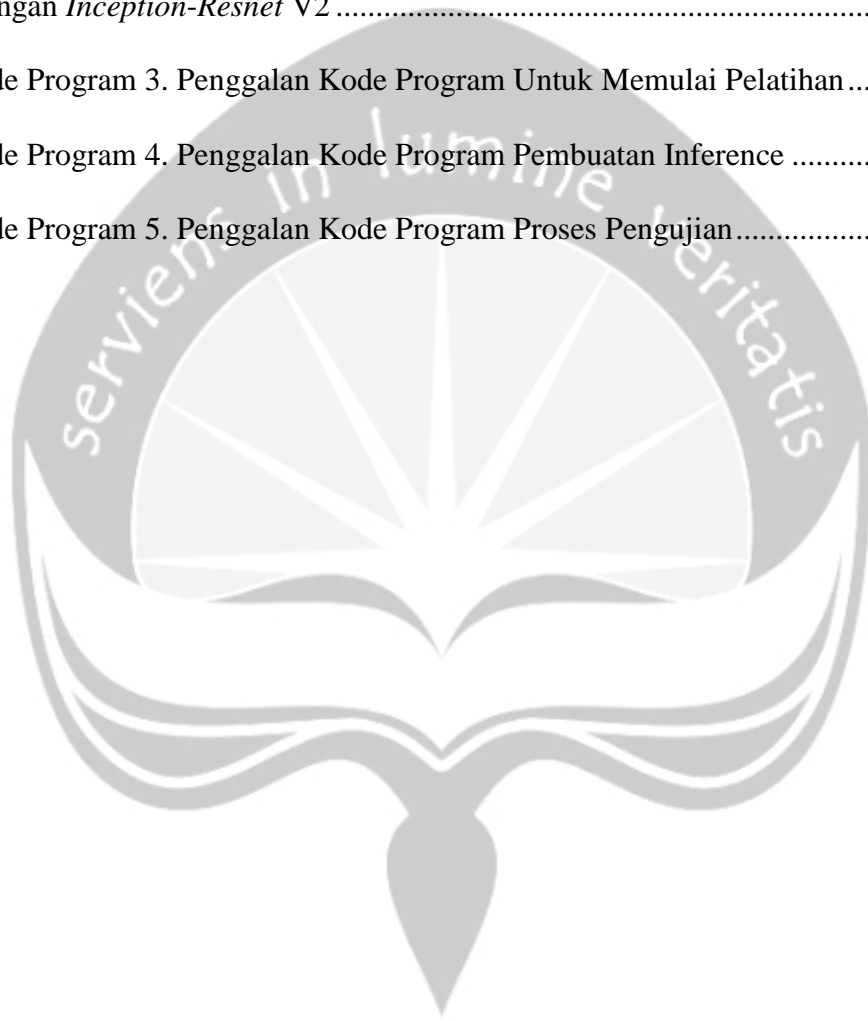 ngan Inception-Resnet V2 ........................................................................
de Program 3. Penggalan Kode Program Untuk Memulai Pelatihan ...
de Program 4. Penggalan Kode Program Pembuatan Inference ..........
de Program 5. Penggalan Kode Program Proses Pengujian .................
serviens in lumine veritatis